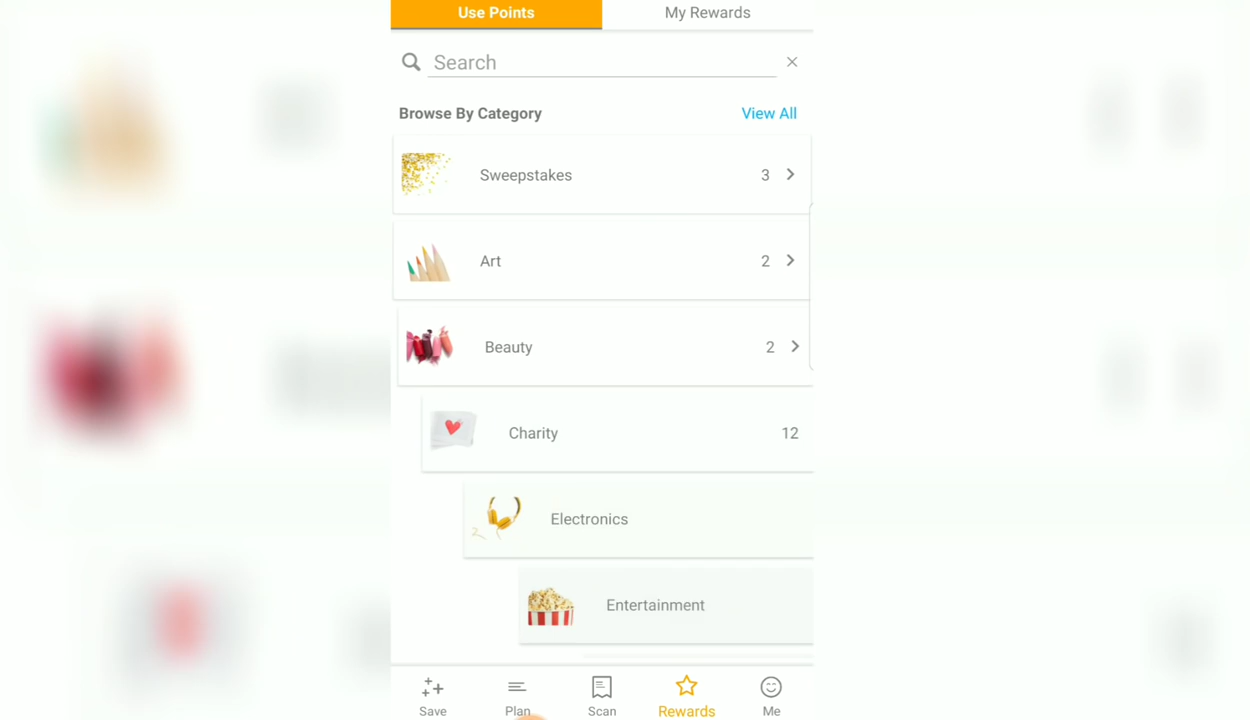 Use Points My Rewards
Search
Browse By Category View All
Sweepstakes 3
Art 2
Beauty 2
Charity 12
Electronics
Entertainment
Save Plan Scan Rewards Me